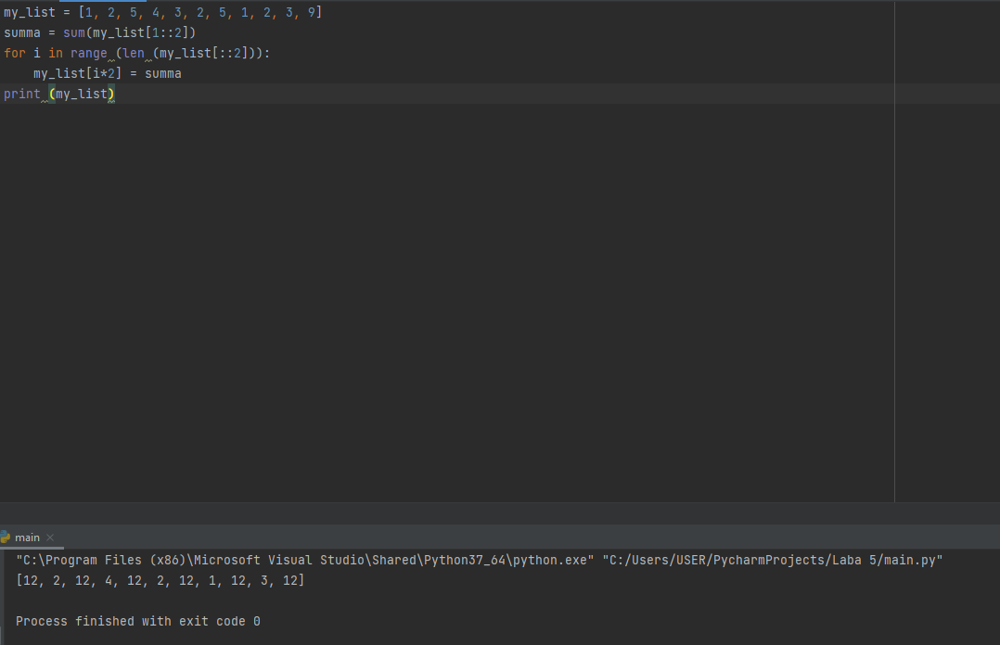 my_list = [1, 2, 5, 4, 3, 2, 5, 1, 2, 3, 9]
summa = sum(my_list[1::2])
for i in range (len (my_list[::2])):
    my_list[i*2] = summa
print (my_list)
main
"C:\Program Files (x86)\Microsoft Visual Studio\Shared\Python37_64\python.exe" "C:/Users/USER/PycharmProjects/Laba 5/main.py"
[12, 2, 12, 4, 12, 2, 12, 1, 12, 3, 12]
Process finished with exit code 0